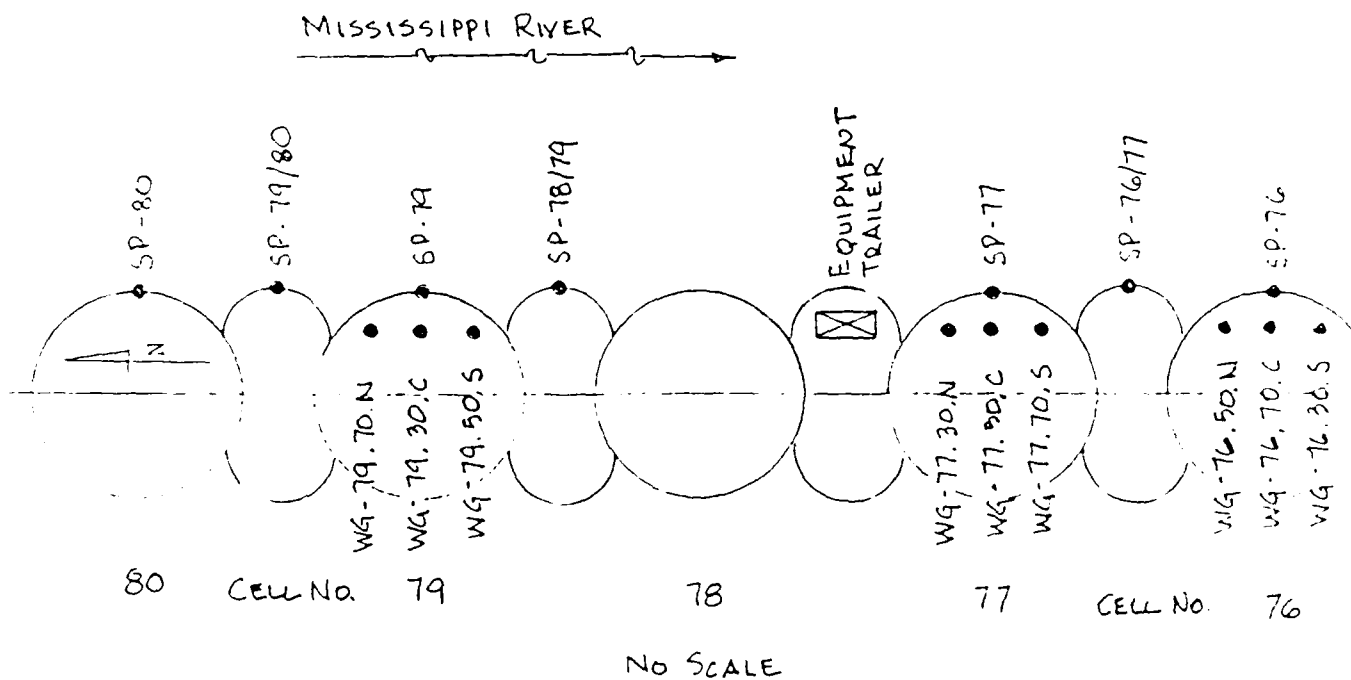 MISSISSIPPI RIVER
SP-80
SP-79/80
SP-79
SP-78/79
EQUIPMENT
TRAILER
SP-77
SP-76/77
SP-76
N
WG-79.70.N
WG-79.30.C
WG-79.50.S
WG-77.30.N
WG-77.50.C
WG-77.70.S
WG-76.50.N
WG-76.70.C
WG-76.30.S
80
CELL NO.
79
78
77
CELL NO.
76
NO SCALE